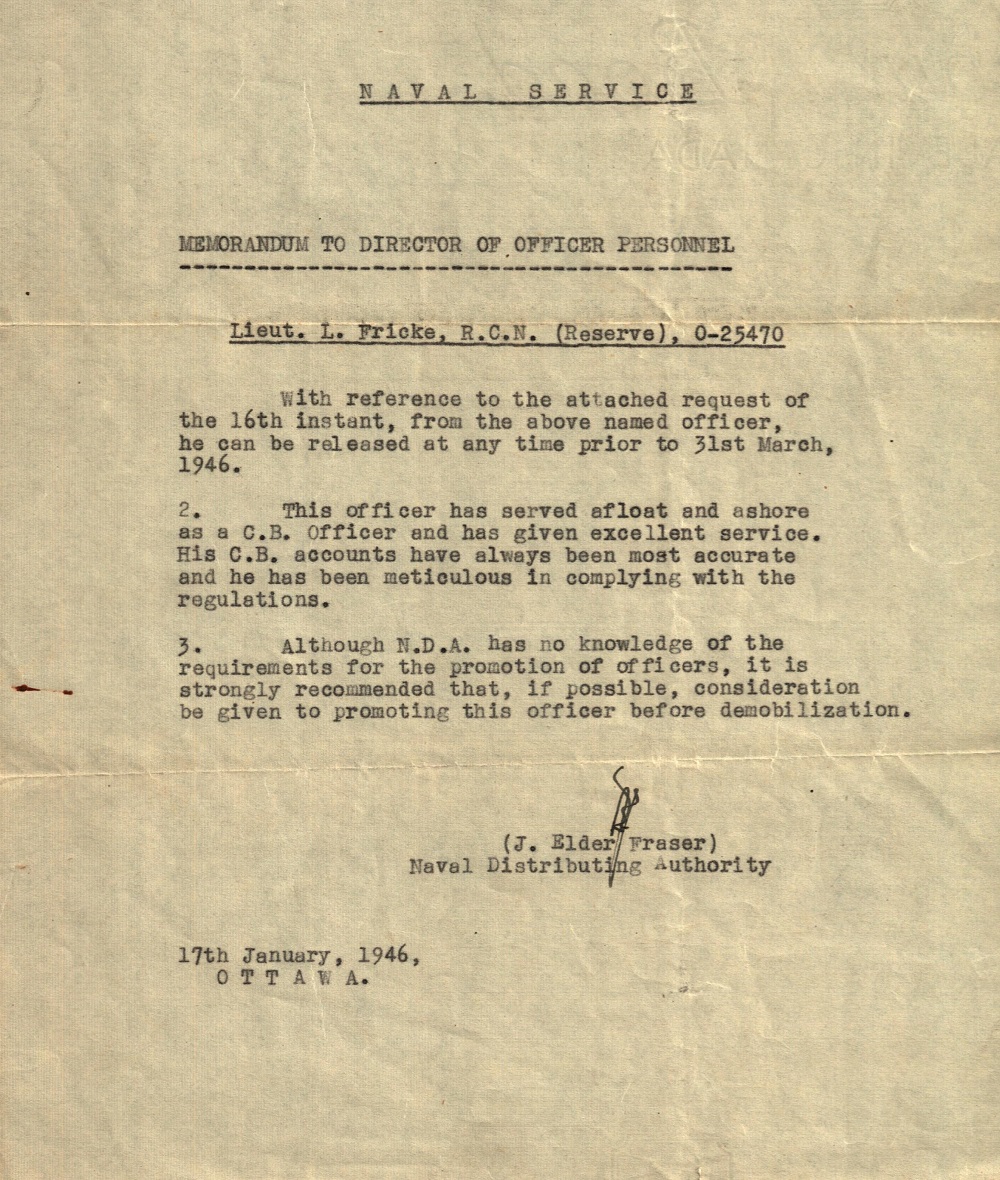 NAVAL SERVICE
MEMORANDUM TO DIRECTOR OF OFFICER PERSONNEL
Lieut. L. Fricke, R.C.N. (Reserve), O-25470
With reference to the attached request of
the 16th instant, from the above named officer,
he can be released at any time prior to 31st March,
1946.
2. This officer has served afloat and ashore
as a C.B. Officer and has given excellent service.
His C.B. accounts have always been most accurate
and he has been meticulous in complying with the
regulations.
3. Although N.D.A. has no knowledge of the
requirements for the promotion of officers, it is
strongly recommended that, if possible, consideration
be given to promoting this officer before demobilization.
(J. Elder Fraser)
Naval Distributing Authority
17th January, 1946,
OTTAWA.